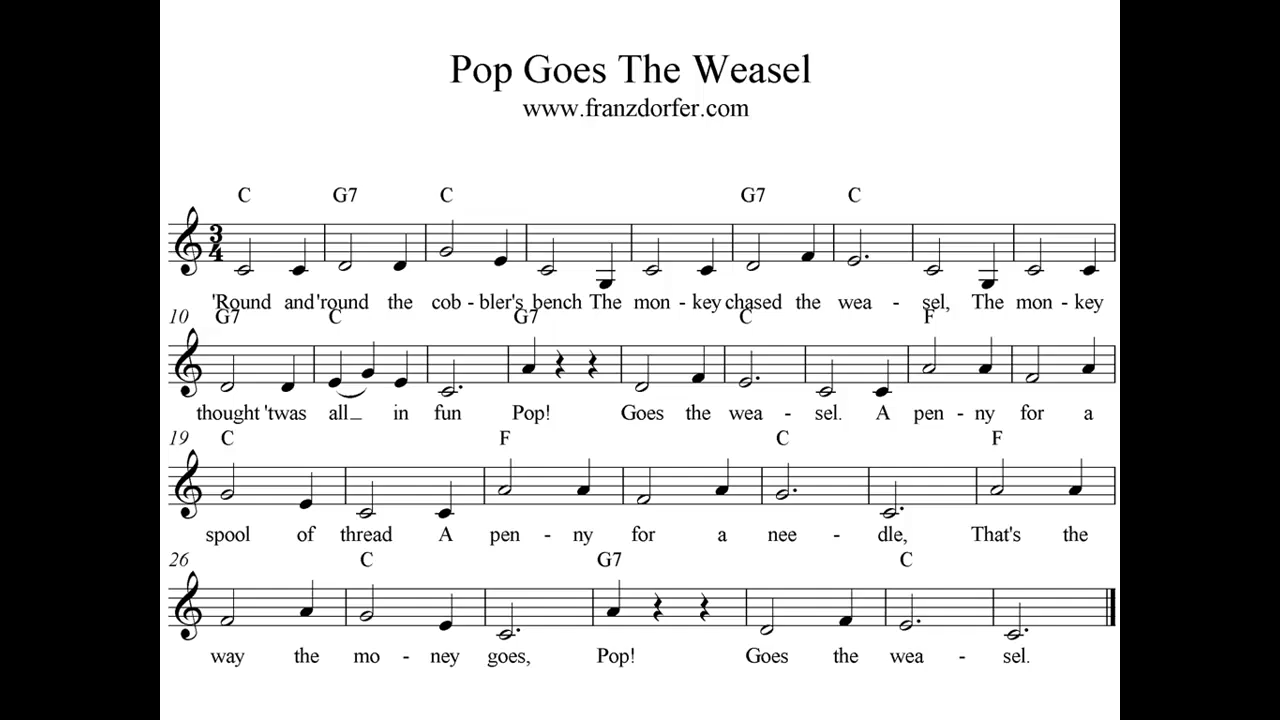 Pop Goes The Weasel
www.franzdorfer.com
C G7 C G7 C
3
4
'Round and 'round the cob - bler's bench The mon - key chased the wea - sel, The mon - key
10 G7 C G7 C F
thought 'twas all_ in fun Pop! Goes the wea - sel. A pen - ny for a
19 C F C F
spool of thread A pen - ny for a nee - dle, That's the
26 C G7 C
way the mo - ney goes, Pop! Goes the wea - sel.